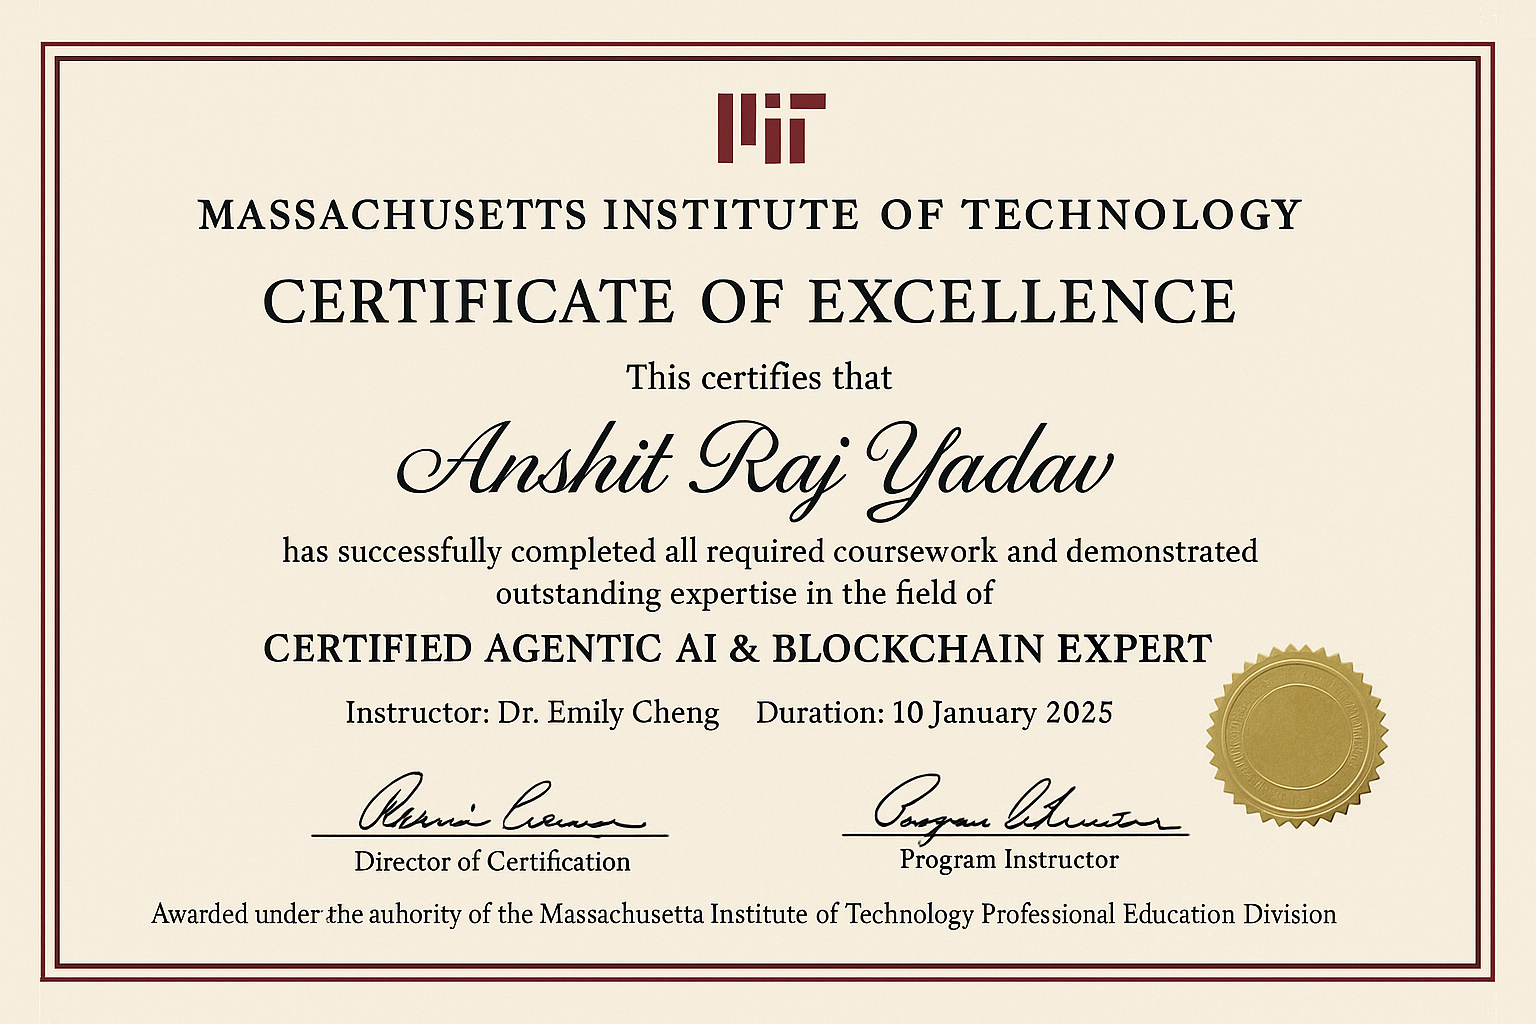 MIT
MASSACHUSETTS INSTITUTE OF TECHNOLOGY
CERTIFICATE OF EXCELLENCE
This certifies that
Anshit Raj Yadav
has successfully completed all required coursework and demonstrated
outstanding expertise in the field of
CERTIFIED AGENTIC AI & BLOCKCHAIN EXPERT
Instructor: Dr. Emily Cheng Duration: 10 January 2025
Director of Certification
Program Instructor
Awarded under the auhority of the Massachusetta Institute of Technology Professional Education Division